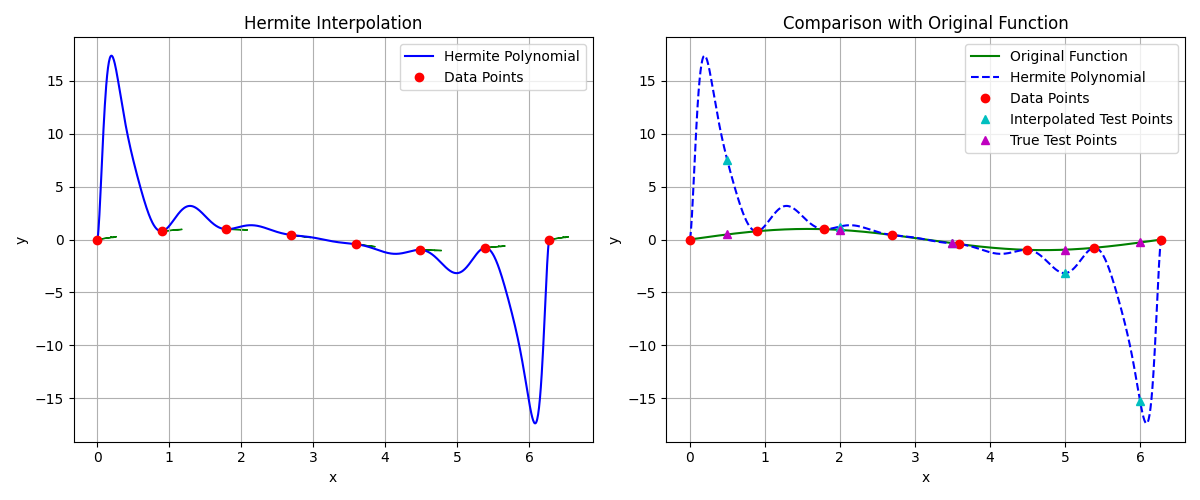 Hermite Interpolation
Hermite Polynomial
Data Points
15
10
5
0
−5
−10
−15
y
0
1
2
3
4
5
6
x
Comparison with Original Function
Original Function
Hermite Polynomial
Data Points
Interpolated Test Points
True Test Points
15
10
5
0
−5
−10
−15
y
0
1
2
3
4
5
6
x